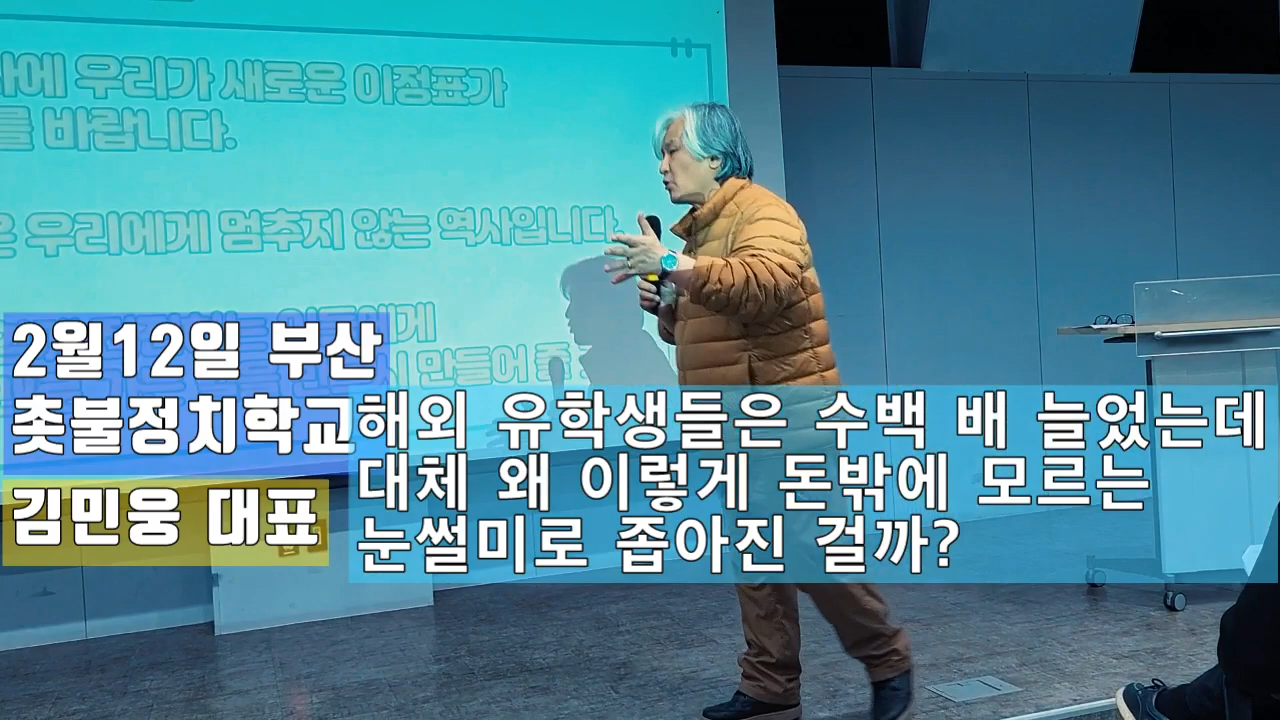 에 우리가 새로운 이정표가
를 바랍니다.
우리에게 멈추지 않는 역사입니다.
만들어
2월12일 부산
촛불정치학교
김민웅 대표
해외 유학생들은 수백 배 늘었는데
대체 왜 이렇게 돈밖에 모르는
눈썰미로 좁아진 걸까?